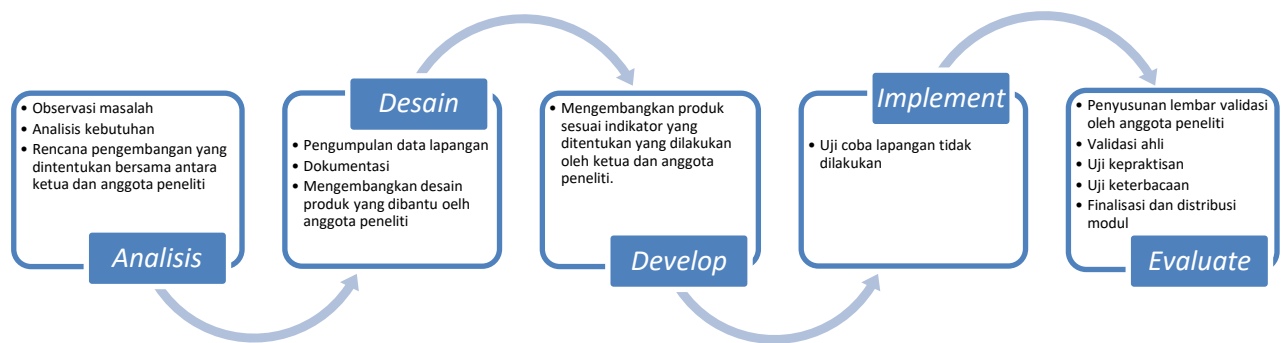 • Observasi masalah
• Analisis kebutuhan
• Rencana pengembangan yang
dintentukan bersama antara
ketua dan anggota peneliti
Analisis
Desain
• Pengumpulan data lapangan
• Dokumentasi
• Mengembangkan desain
produk yang dibantu oelh
anggota peneliti
• Mengembangkan produk
sesuai indikator yang
ditentukan yang dilakukan
oleh ketua dan anggota
peneliti.
Develop
Implement
• Uji coba lapangan tidak
dilakukan
• Penyusunan lembar validasi
oleh anggota peneliti
• Validasi ahli
• Uji kepraktisan
• Uji keterbacaan
• Finalisasi dan distribusi
modul
Evaluate